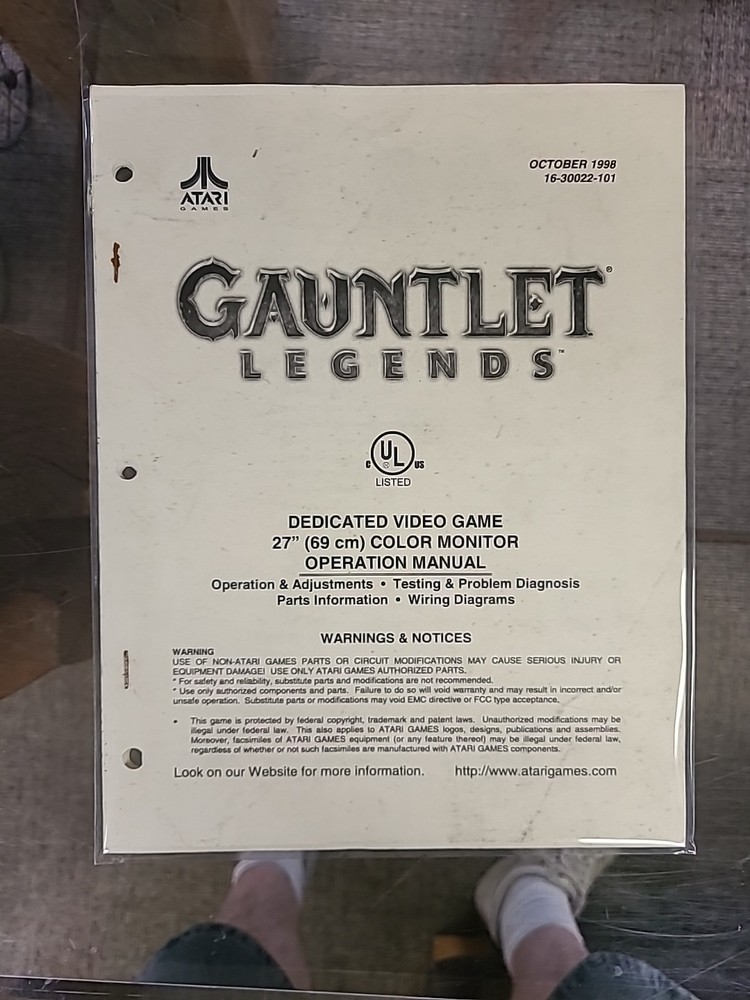 ATARI
GAMES
OCTOBER 1998
16-30022-101
GAUNTLET®
LEGENDS™
C UL ® US
LISTED
DEDICATED VIDEO GAME
27” (69 cm) COLOR MONITOR
OPERATION MANUAL
Operation & Adjustments • Testing & Problem Diagnosis
Parts Information • Wiring Diagrams
WARNINGS & NOTICES
WARNING
USE OF NON-ATARI GAMES PARTS OR CIRCUIT MODIFICATIONS MAY CAUSE SERIOUS INJURY OR
EQUIPMENT DAMAGE! USE ONLY ATARI GAMES AUTHORIZED PARTS.
* For safety and reliability, substitute parts and modifications are not recommended.
* Use only authorized components and parts. Failure to do so will void warranty and may result in incorrect and/or
unsafe operation. Substitute parts or modifications may void EMC directive or FCC type acceptance.
• This game is protected by federal copyright, trademark and patent laws. Unauthorized modifications may be
illegal under federal law. This also applies to ATARI GAMES logos, designs, publications and assemblies.
Moreover, facsimiles of ATARI GAMES equipment (or any feature thereof) may be illegal under federal law,
regardless of whether or not such facsimiles are manufactured with ATARI GAMES components.
Look on our Website for more information. http://www.atarigames.com